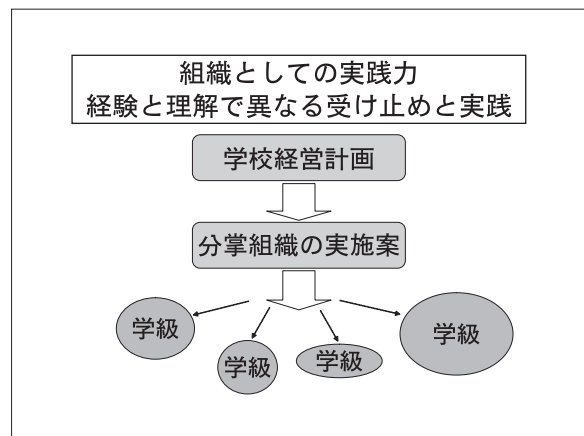 組織としての実践力
経験と理解で異なる受け止めと実践
学校経営計画
分掌組織の実施案
学級
学級
学級
学級